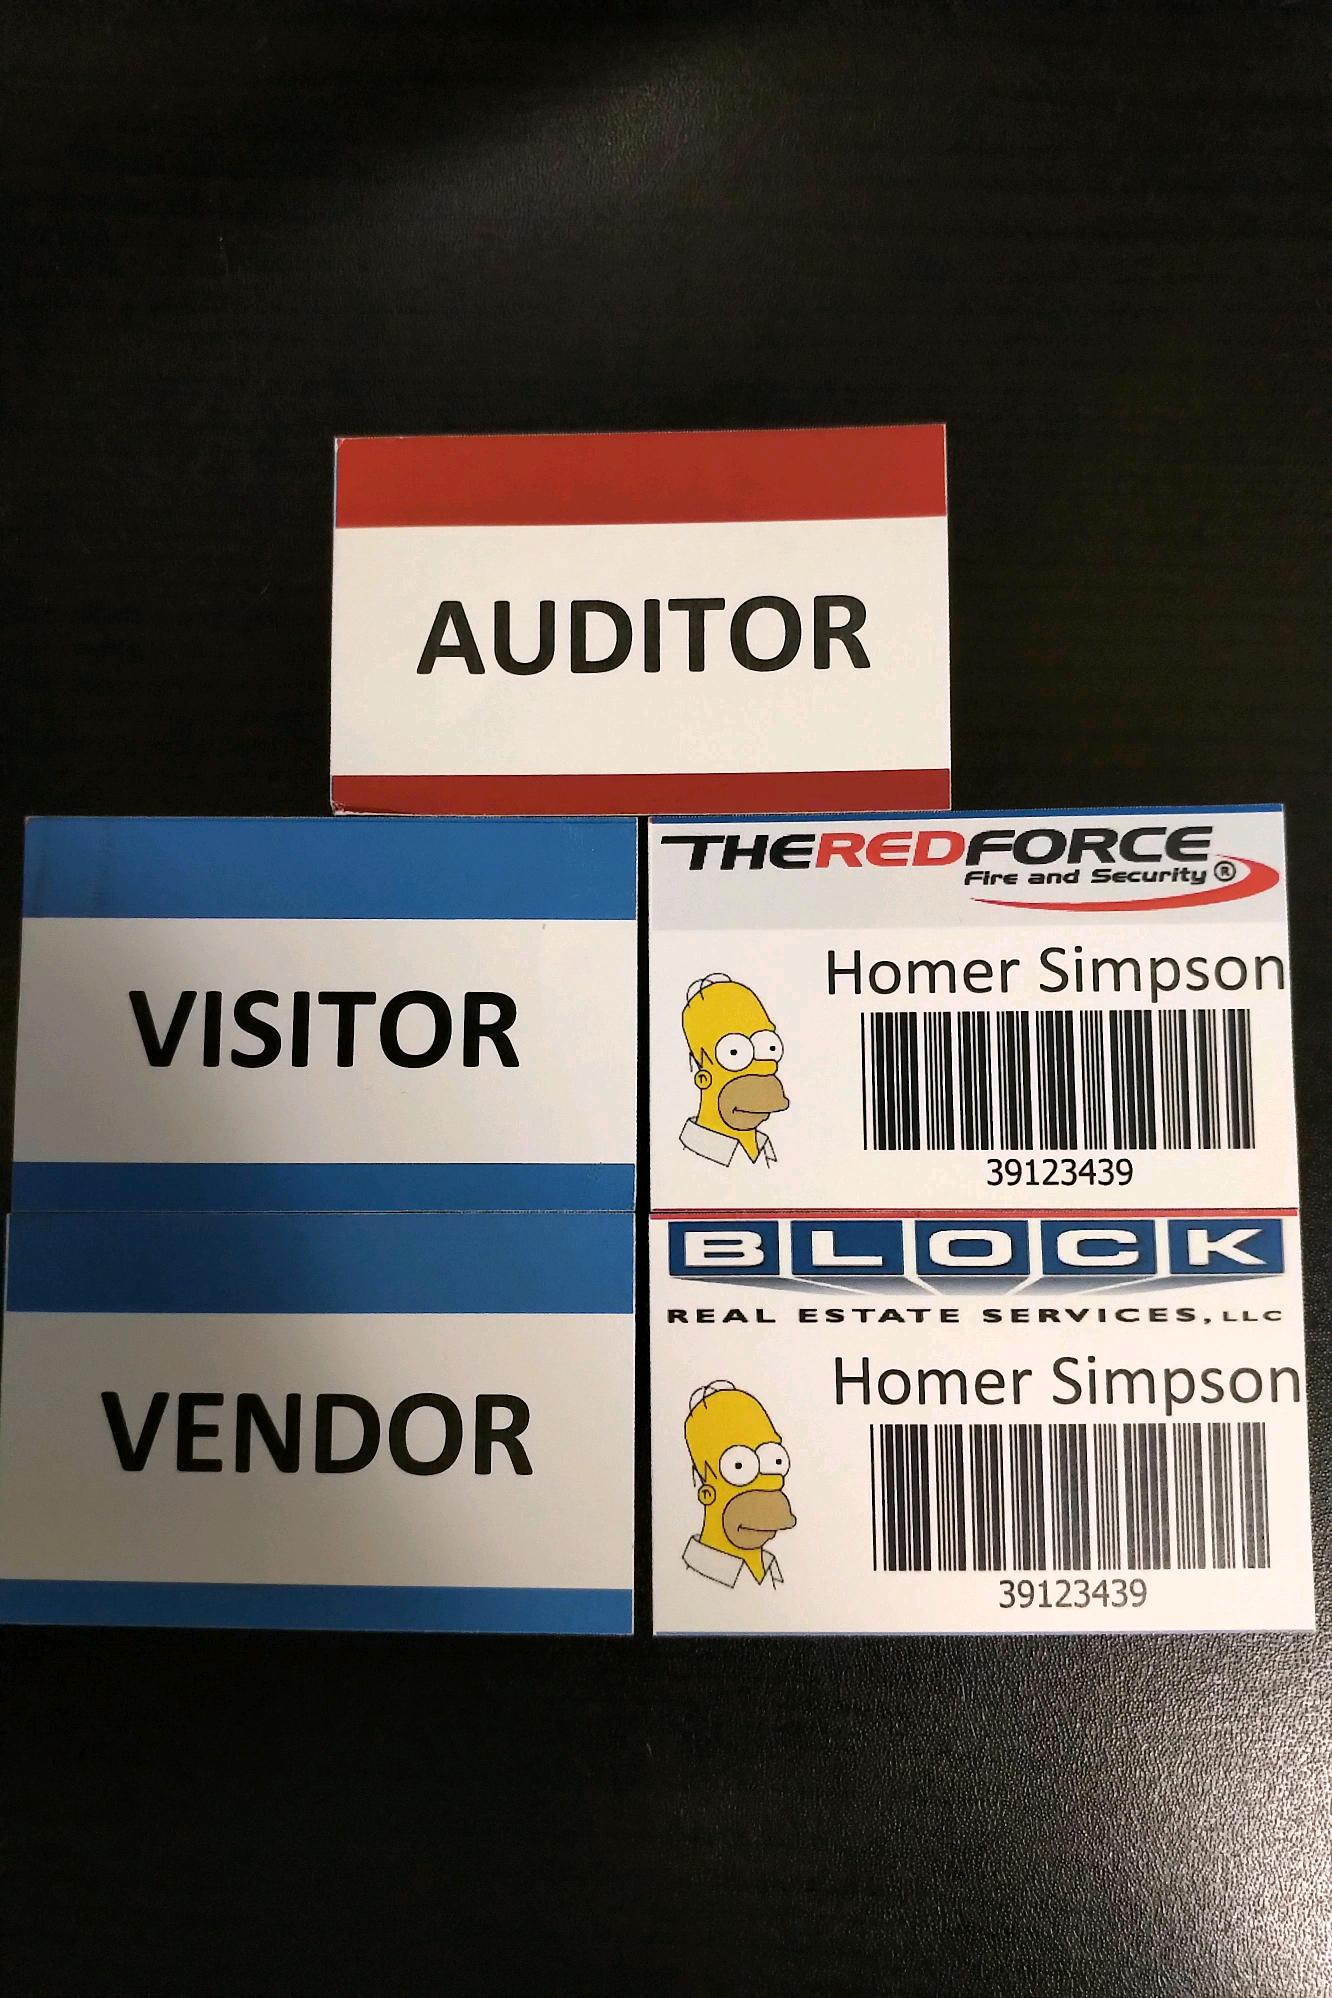 AUDITOR
VISITOR
THEREDFORCE
Fire and Security ®
Homer Simpson
39123439
VENDOR
BLOCK
REAL ESTATE SERVICES, LLC
Homer Simpson
39123439